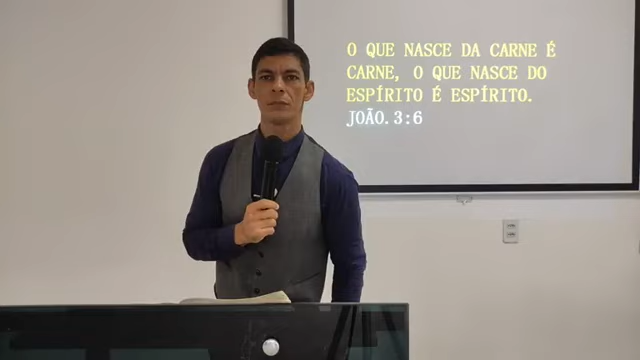 O QUE NASCE DA CARNE É
CARNE, O QUE NASCE DO
ESPÍRITO É ESPÍRITO.
JOÃO.3:6